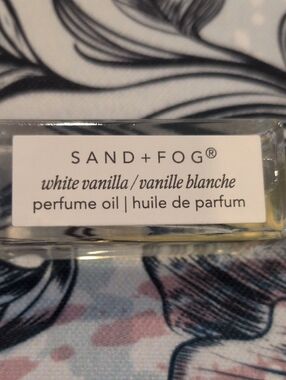 SAND + FOG®
white vanilla / vanille blanche
perfume oil | huile de parfum